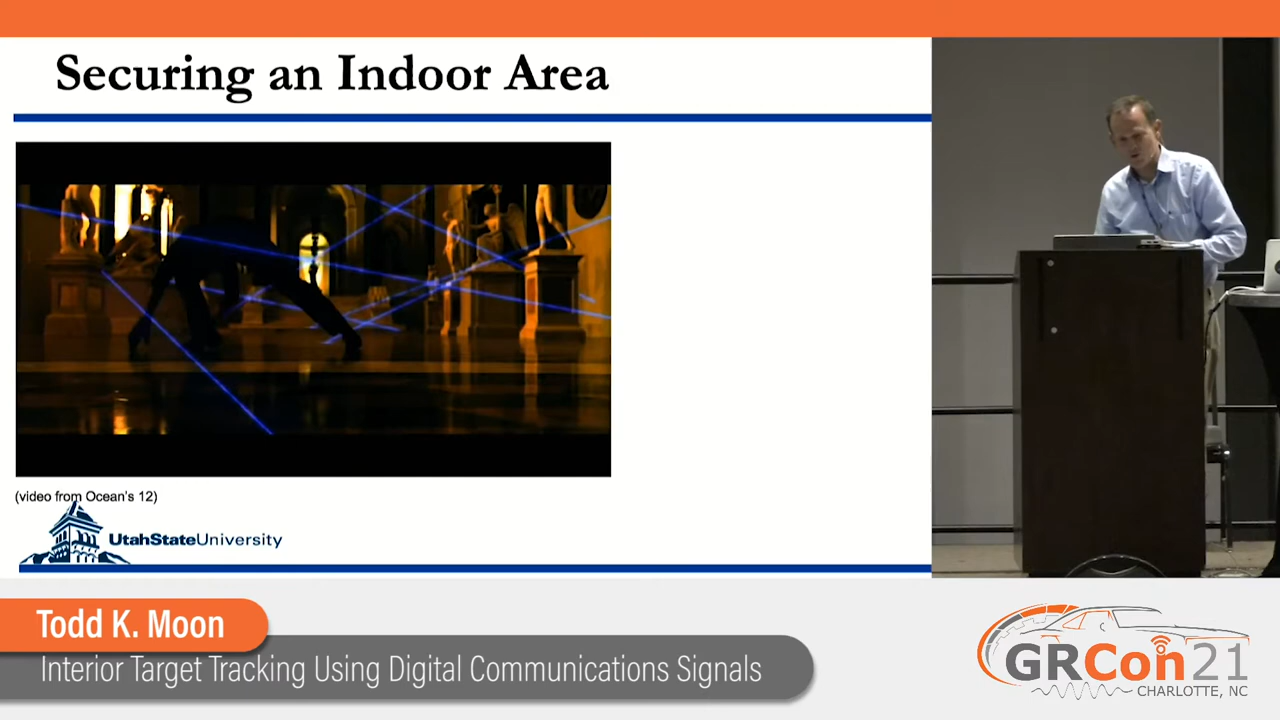 Securing an Indoor Area
(video from Ocean's 12)
UtahStateUniversity
Todd K. Moon
Interior Target Tracking Using Digital Communications Signals
GRCon21
CHARLOTTE, NC